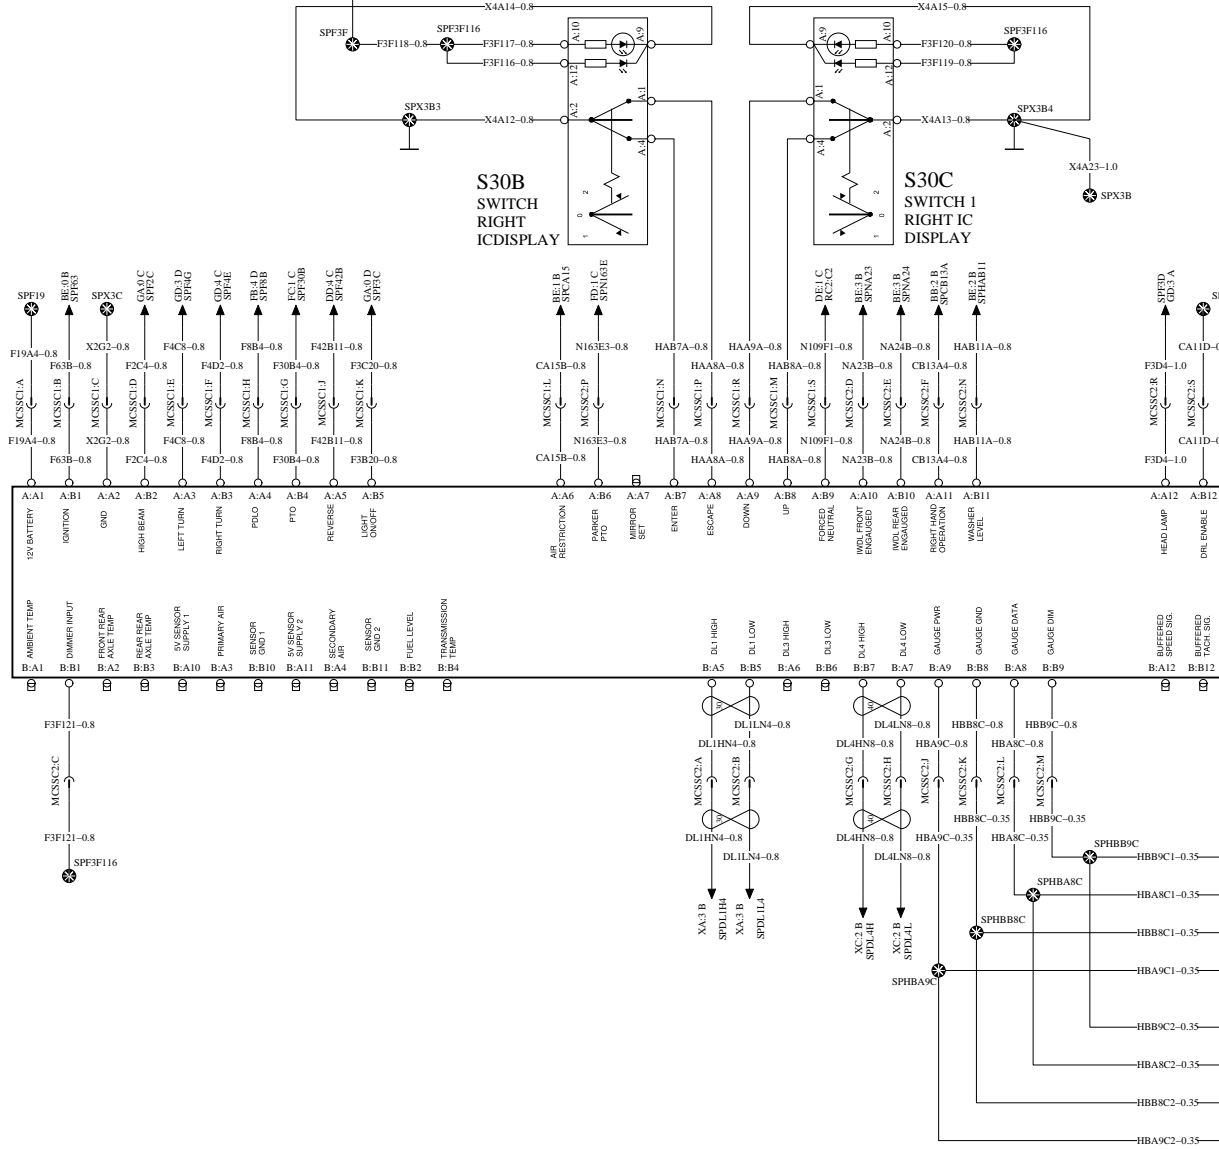 X4A14-0.8
X4A15-0.8
SPF3F
SPF3F116
F3F118-0.8
F3F117-0.8
F3F116-0.8
A:10
A:9
A:12
A:9
A:10
A:12
F3F120-0.8
F3F119-0.8
SPF3F116
SPX3B3
X4A12-0.8
A:2
A:1
A:4
A:1
A:4
A:2
X4A13-0.8
SPX3B4
X4A23-1.0
SPX3B
S30B
SWITCH
RIGHT
ICDISPLAY
2
0
1
2
0
1
S30C
SWITCH 1
RIGHT IC
DISPLAY
SPF19
BE:0 B
SPF63
SPX3C
GA:0 C
SPF2C
GD:3 D
SPF4G
GD:4 C
SPF4E
FB:4 D
SPF8B
FC:1 C
SPF30B
DD:4 C
SPF42B
GA:0 D
SPF3C
BE:1 B
SPCA15
FD:1 C
SPN163E
DE:1 C
RC2:C2
BE:3 B
SPNA23
BE:3 B
SPNA24
BB:2 B
SPCB13A
BE:2 B
SPHAB11
SPF3D
GD:3 A
F19A4-0.8
F63B-0.8
X2G2-0.8
F2C4-0.8
F4C8-0.8
F4D2-0.8
F8B4-0.8
F30B4-0.8
F42B11-0.8
F3C20-0.8
CA15B-0.8
N163E3-0.8
HAB7A-0.8
HAA8A-0.8
HAA9A-0.8
HAB8A-0.8
N109F1-0.8
NA23B-0.8
NA24B-0.8
CB13A4-0.8
HAB11A-0.8
F3D4-1.0
CA11D-0
MCSSC1:A
MCSSC1:B
MCSSC1:C
MCSSC1:D
MCSSC1:E
MCSSC1:F
MCSSC1:H
MCSSC1:G
MCSSC1:J
MCSSC1:K
MCSSC1:L
MCSSC2:P
MCSSC1:N
MCSSC1:P
MCSSC1:R
MCSSC1:M
MCSSC1:S
MCSSC2:D
MCSSC2:E
MCSSC2:F
MCSSC2:N
MCSSC2:R
MCSSC2:S
F19A4-0.8
F63B-0.8
X2G2-0.8
F2C4-0.8
F4C8-0.8
F4D2-0.8
F8B4-0.8
F30B4-0.8
F42B11-0.8
F3B20-0.8
CA15B-0.8
N163E3-0.8
HAB7A-0.8
HAA8A-0.8
HAA9A-0.8
HAB8A-0.8
N109F1-0.8
NA23B-0.8
NA24B-0.8
CB13A4-0.8
HAB11A-0.8
F3D4-1.0
CA11D-0
A:A1
A:B1
A:A2
A:B2
A:A3
A:B3
A:A4
A:B4
A:A5
A:B5
A:A6
A:B6
A:A7
A:B7
A:A8
A:A9
A:B8
A:B9
A:A10
A:B10
A:A11
A:B11
A:A12
A:B12
12V BATTERY
IGNITION
GND
HIGH BEAM
LEFT TURN
RIGHT TURN
PDLO
PTO
REVERSE
LIGHT
ON/OFF
AIR
RESTRICTION
PARKER
PTO
MIRROR
SET
ENTER
ESCAPE
DOWN
UP
FORCED
NEUTRAL
IWDL FRONT
ENGAUGED
IWDL REAR
ENGAUGED
RIGHT HAND
OPERATION
WASHER
LEVEL
HEAD LAMP
DRL ENABLE
AMBIENT TEMP
DIMMER INPUT
FRONT REAR
AXLE TEMP
REAR REAR
AXLE TEMP
5V SENSOR
SUPPLY 1
PRIMARY AIR
SENSOR
GND 1
5V SENSOR
SUPPLY 2
SECONDARY
AIR
SENSOR
GND 2
FUEL LEVEL
TRANSMISSION
TEMP
DL1 HIGH
DL1 LOW
DL3 HIGH
DL3 LOW
DL4 HIGH
DL4 LOW
GAUGE PWR
GAUGE GND
GAUGE DATA
GAUGE DIM
BUFFERED
SPEED SIG.
BUFFERED
TACH. SIG.
B:A1
B:B1
B:A2
B:B3
B:A10
B:A3
B:B10
B:A11
B:A4
B:B11
B:B2
B:B4
B:A5
B:B5
B:A6
B:B6
B:B7
B:A7
B:A9
B:B8
B:A8
B:B9
B:A12
B:B12
F3F121-0.8
MCSSC2:C
F3F121-0.8
SPF3F116
30
40
DL1LN4-0.8
DL1HN4-0.8
DL4LN8-0.8
DL4HN8-0.8
HBB8C-0.8
HBA9C-0.8
HBB9C-0.8
HBA8C-0.8
MCSSC2:A
MCSSC2:B
MCSSC2:G
MCSSC2:H
MCSSC2:J
MCSSC2:K
MCSSC2:L
MCSSC2:M
30
40
HBB8C-0.35
HBB9C-0.35
DL1HN4-0.8
DL4HN8-0.8
HBA9C-0.35
HBA8C-0.35
DL1LN4-0.8
DL4LN8-0.8
XA:3 B
SPDL1H4
XA:3 B
SPDL1L4
XC:2 B
SPDL4H
XC:2 B
SPDL4L
SPHBB9C
HBB9C1-0.35
SPHBA8C
HBA8C1-0.35
SPHBB8C
HBB8C1-0.35
SPHBA9C
HBA9C1-0.35
HBB9C2-0.35
HBA8C2-0.35
HBB8C2-0.35
HBA9C2-0.35